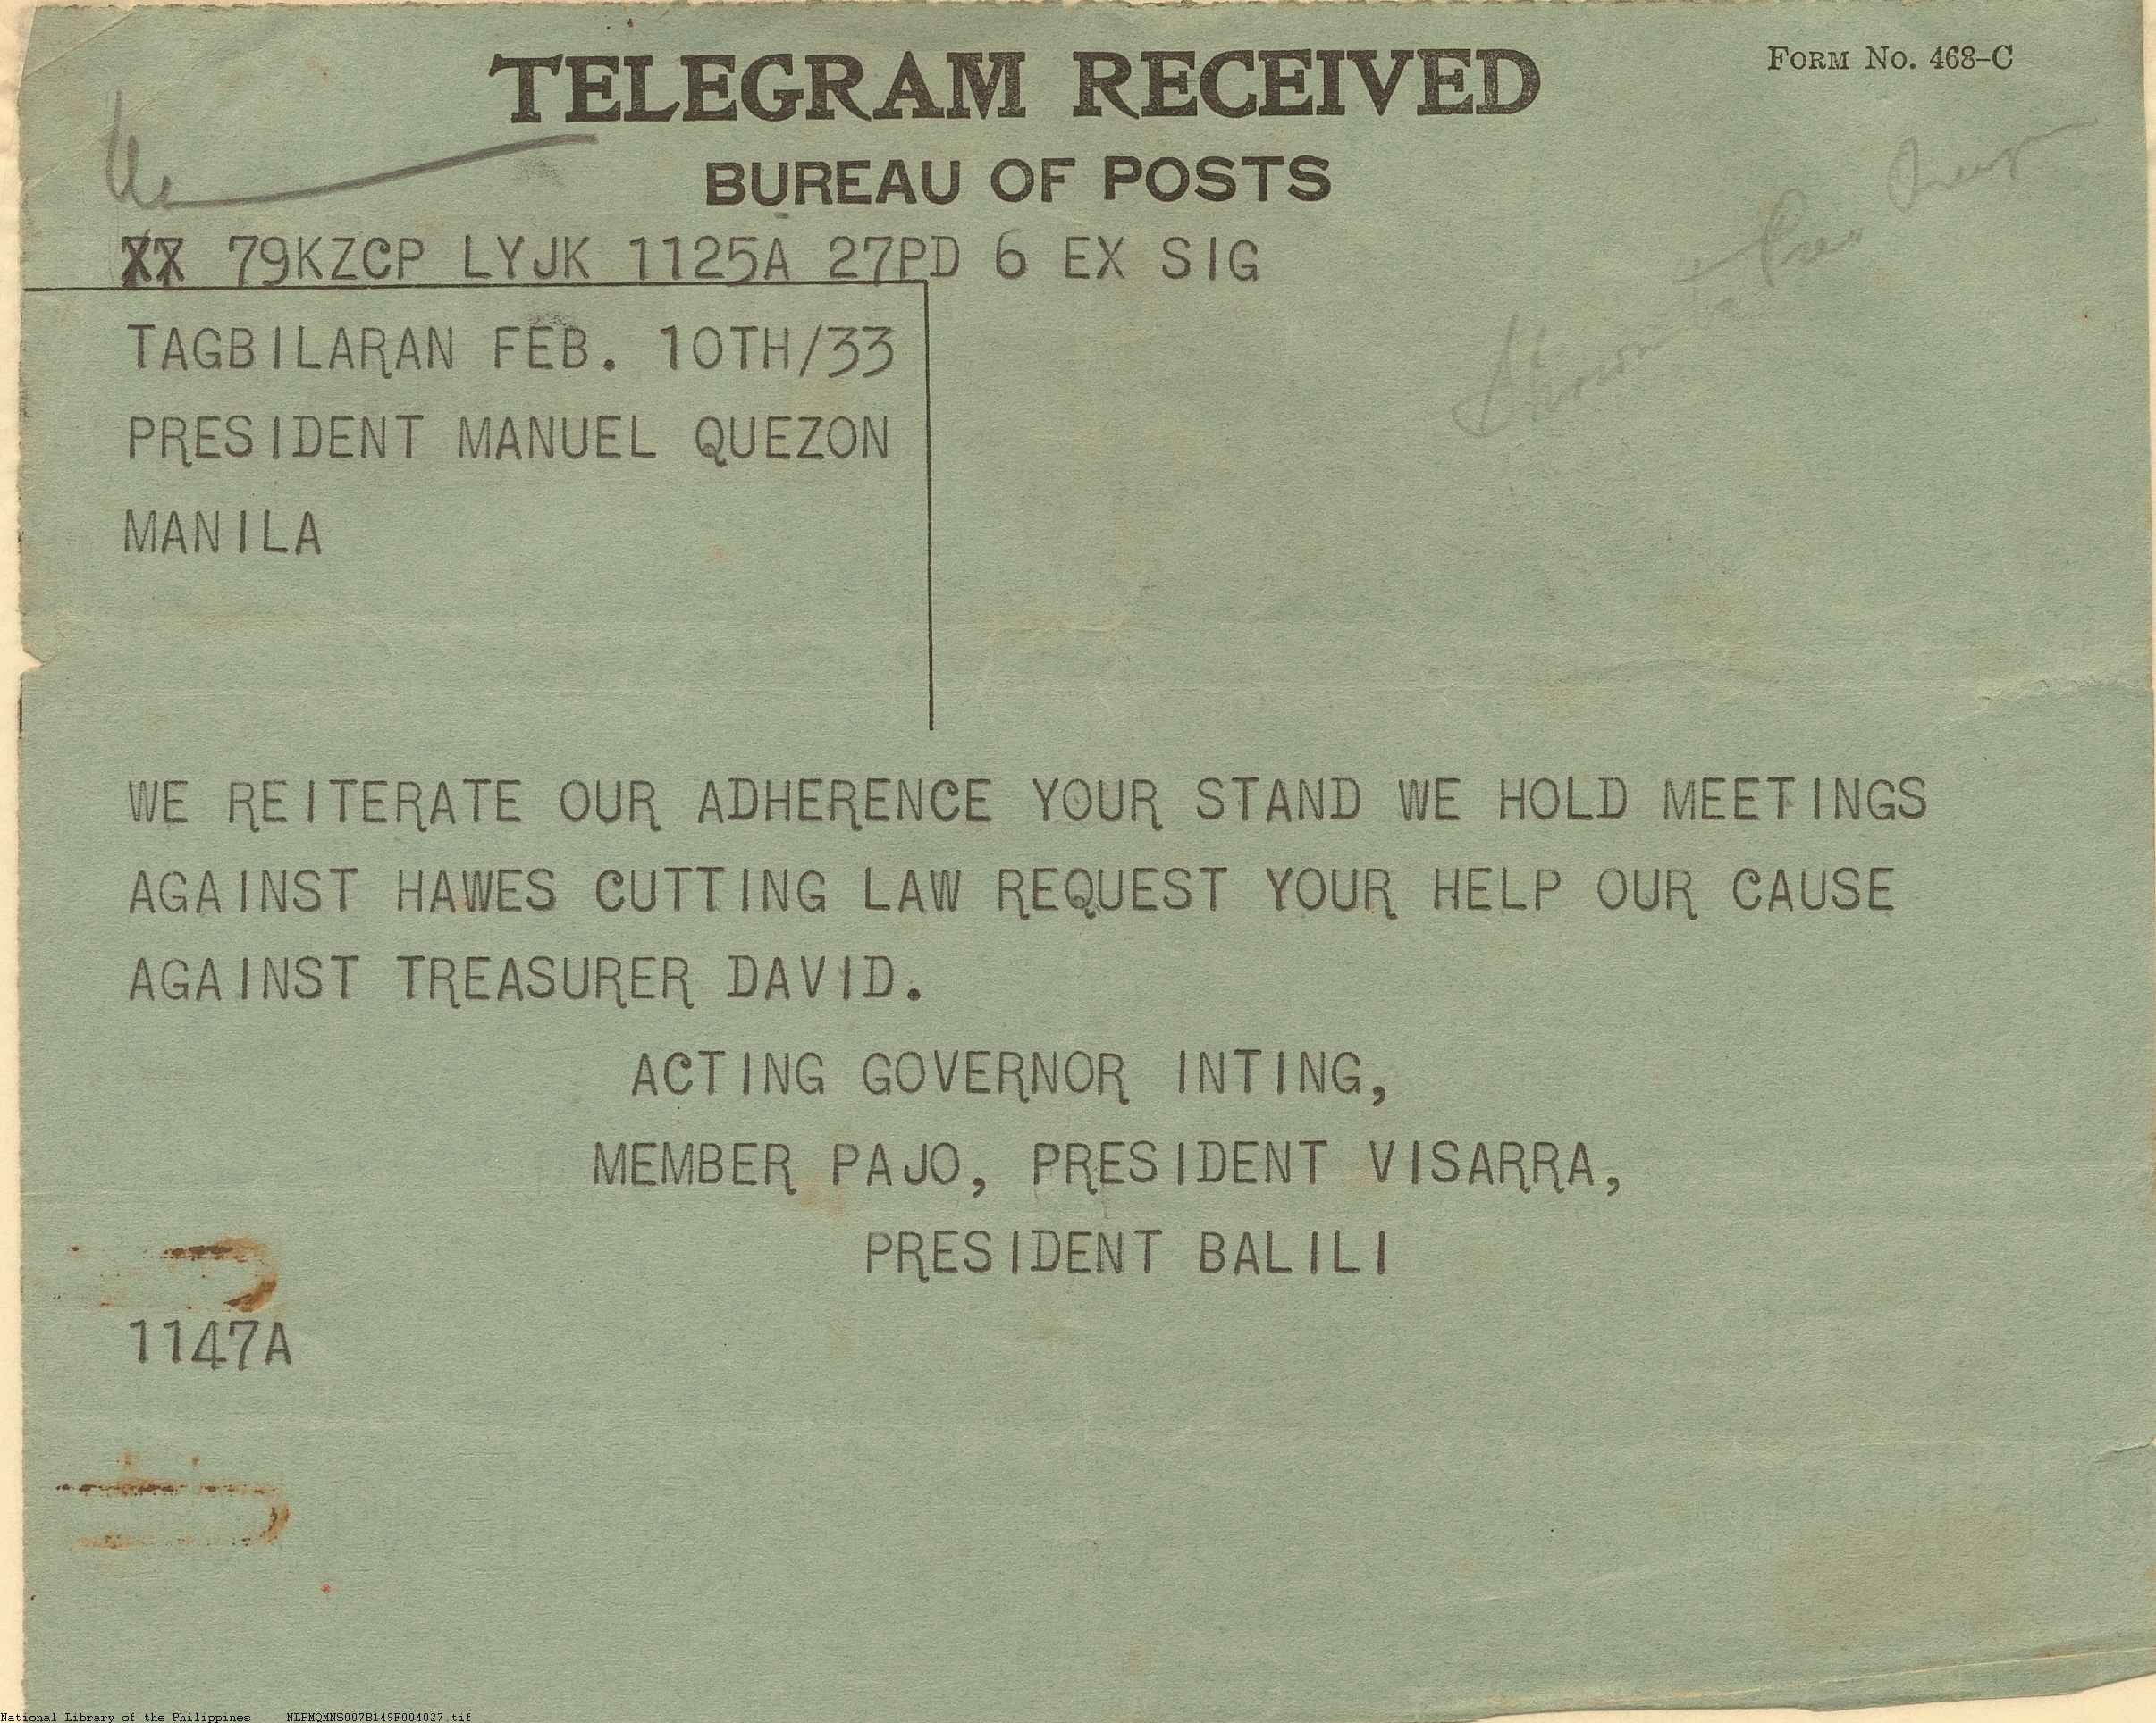 FORM NO. 468-C
TELEGRAM RECEIVED
BUREAU OF POSTS
XX 79KZCP LYJK 1125A 27PD 6 EX SIG
TAGBILARAN FEB. 10TH/33
PRESIDENT MANUEL QUEZON
MANILA
WE REITERATE OUR ADHERENCE YOUR STAND WE HOLD MEETINGS
AGAINST HAWES CUTTING LAW REQUEST YOUR HELP OUR CAUSE
AGAINST TREASURER DAVID.
ACTING GOVERNOR INTING,
MEMBER PAJO, PRESIDENT VISARRA,
PRESIDENT BALILI
1147A
National Library of the Philippines NLPMQMNS007B149F004027.tif